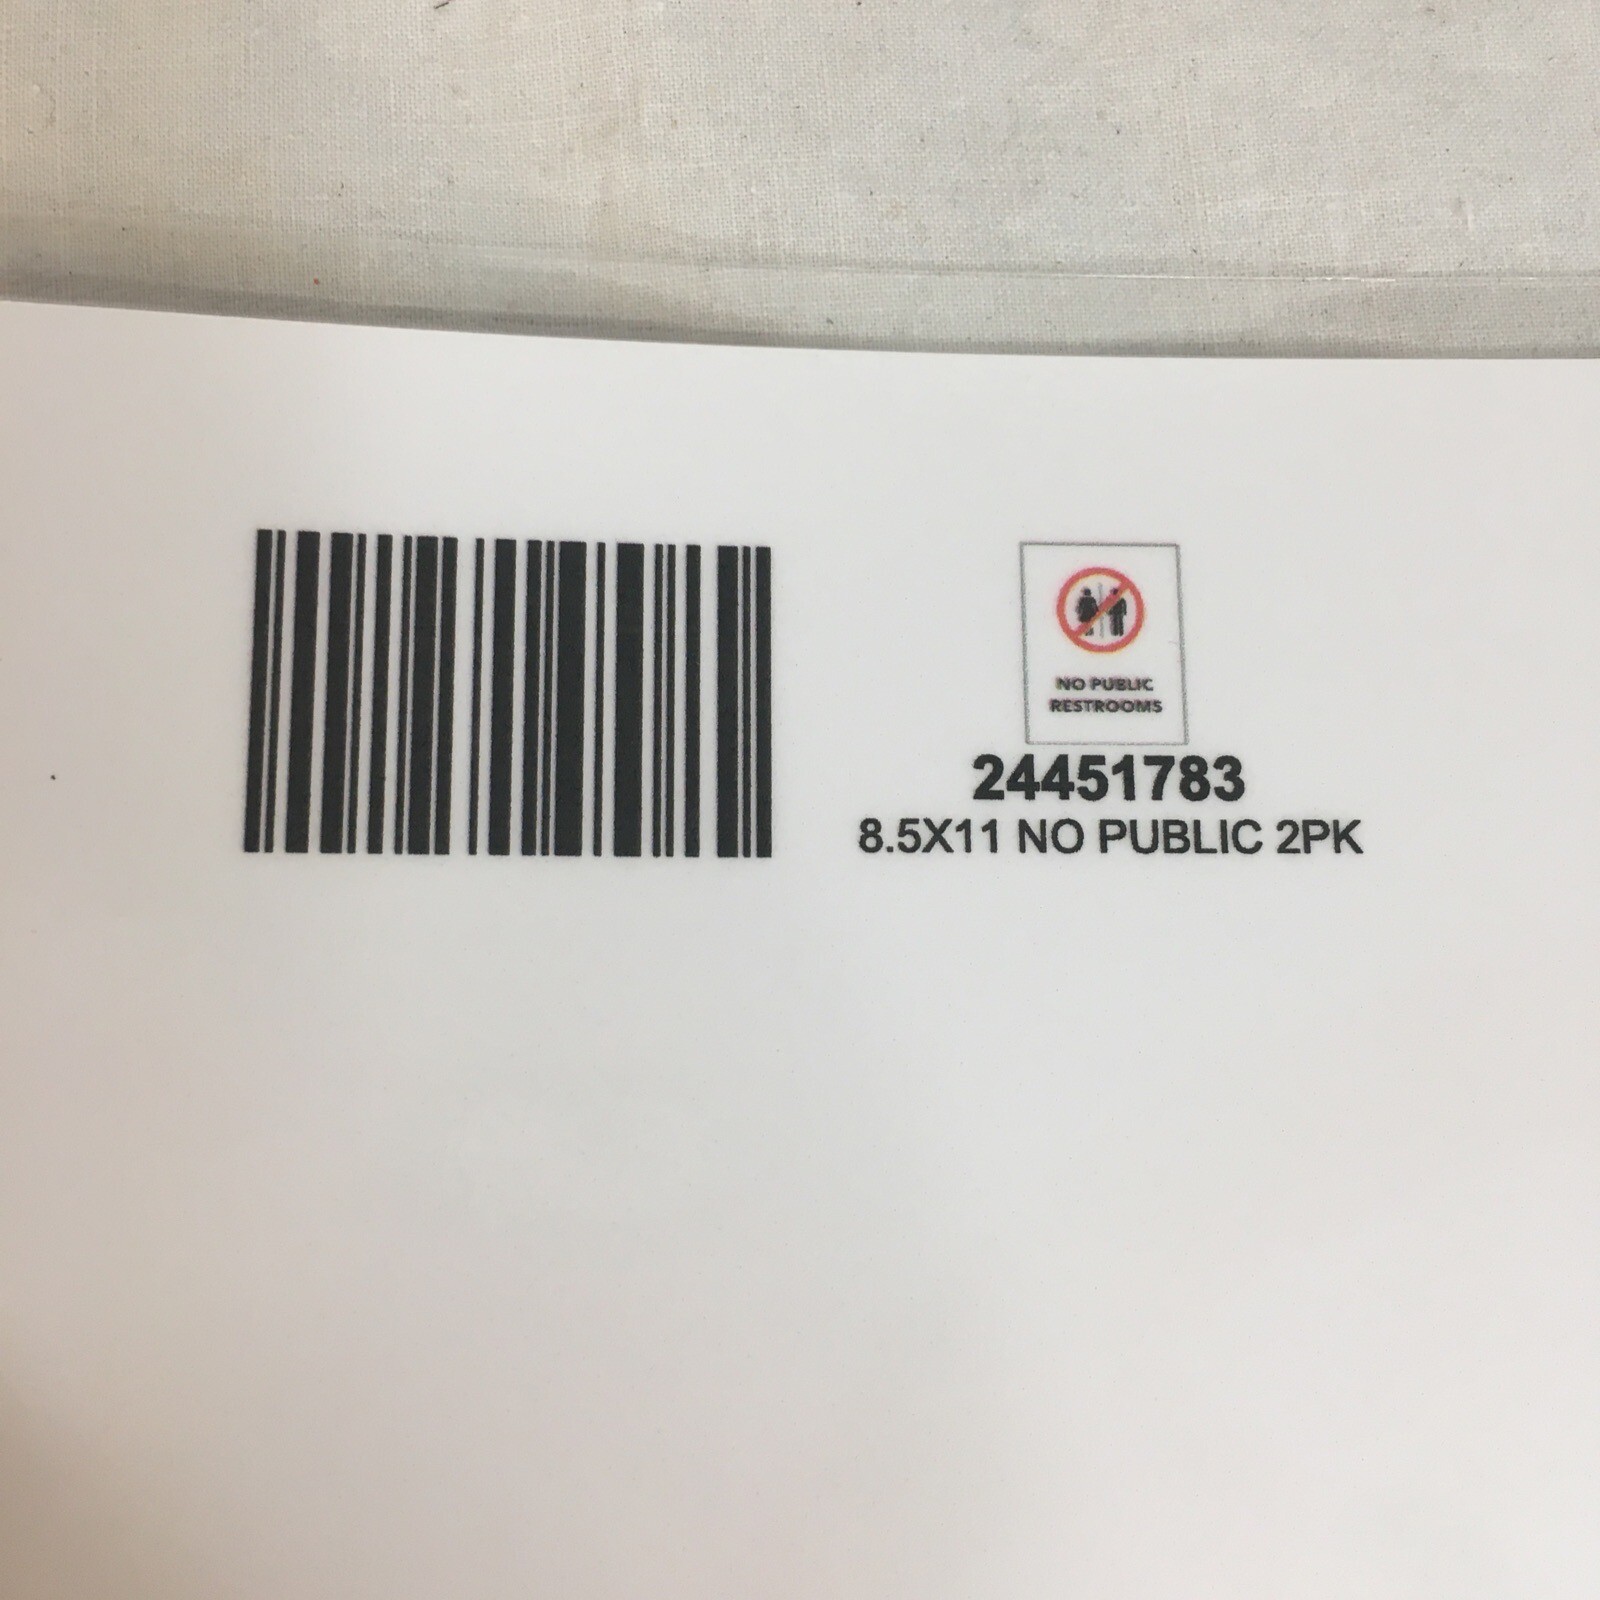 NO PUBLIC
RESTROOMS
24451783
8.5X11 NO PUBLIC 2PK